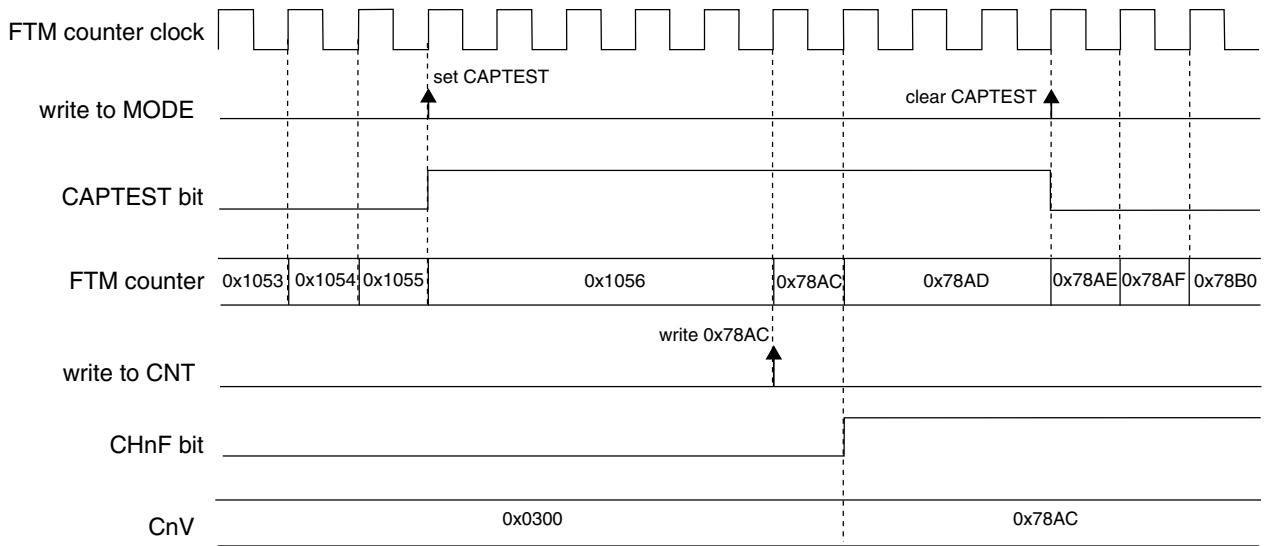 FTM counter clock
set CAPTEST
write to MODE
clear CAPTEST
CAPTEST bit
FTM counter
0x1053 0x1054 0x1055 0x1056 0x78AC 0x78AD 0x78AE 0x78AF 0x78B0
write 0x78AC
write to CNT
CHnF bit
CnV
0x0300 0x78AC